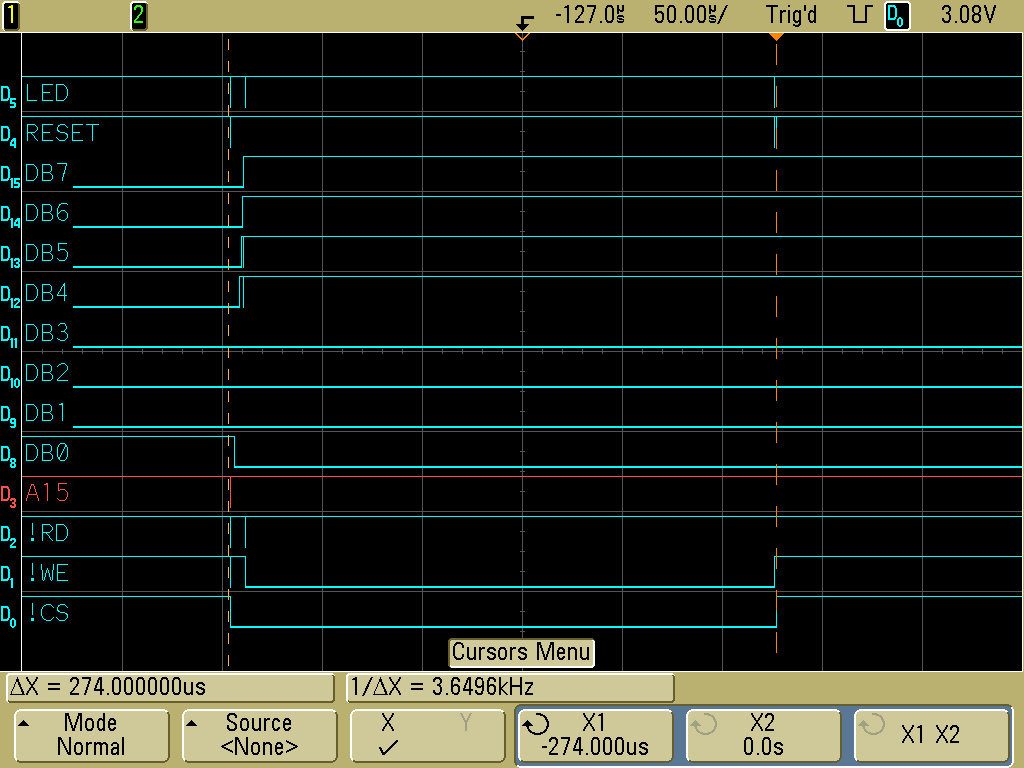 1 2 -127.0µs 50.00µs/ Trig'd D0 3.08V
D5 LED
D4 RESET
D15 DB7
D14 DB6
D13 DB5
D12 DB4
D11 DB3
D10 DB2
D9 DB1
D8 DB0
D3 A15
D2 !RD
D1 !WE
D0 !CS
Cursors Menu
ΔX = 274.000000us 1/ΔX = 3.6496kHz
Mode
Normal
Source
<None>
X Y
X1
-274.000us
X2
0.0s
X1 X2